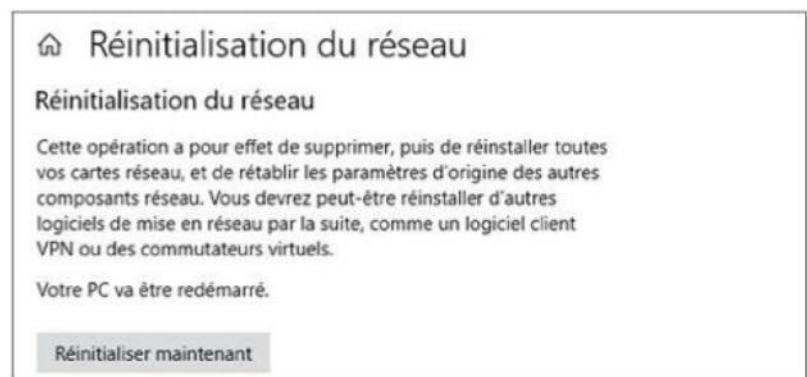 Réinitialisation du réseau
Réinitialisation du réseau
Cette opération a pour effet de supprimer, puis de réinstaller toutes
vos cartes réseau, et de rétablir les paramètres d'origine des autres
composants réseau. Vous devrez peut-être réinstaller d'autres
logiciels de mise en réseau par la suite, comme un logiciel client
VPN ou des commutateurs virtuels.
Votre PC va être redémarré.
Réinitialiser maintenant